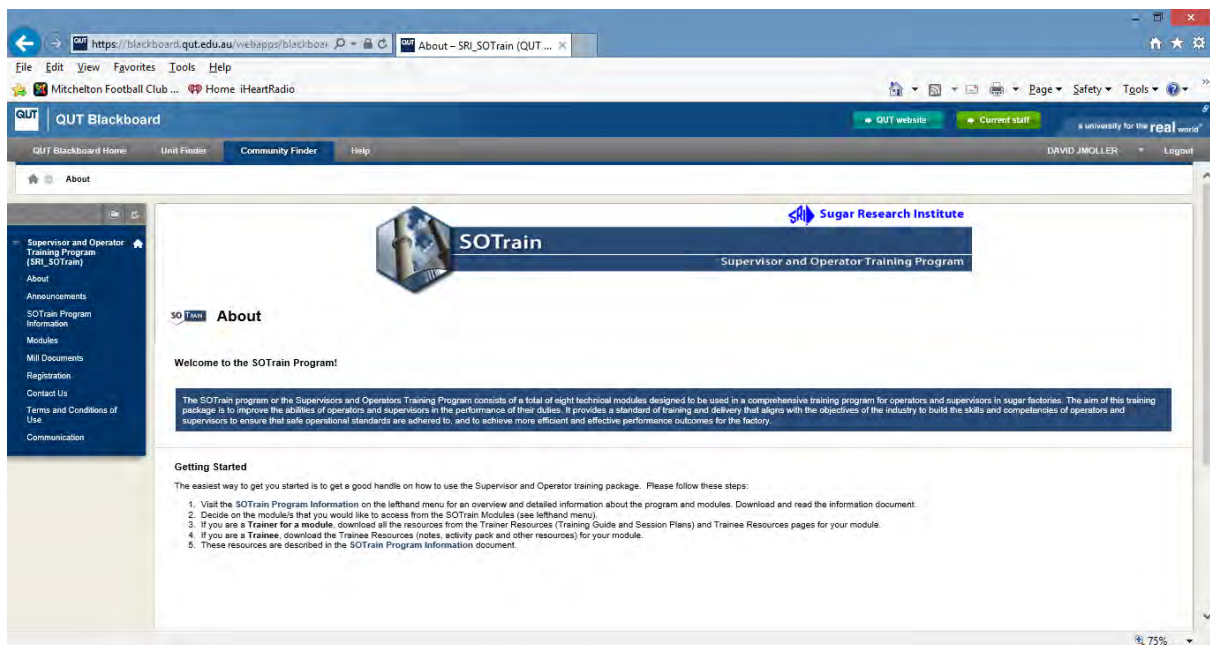 https://blackboard.qut.edu.au/webapps/blackboar
About – SRI_SOTrain (QUT ...
File Edit View Favorites Tools Help
Mitchelton Football Club ... Home iHeartRadio
Page Safety Tools
QUT QUT Blackboard
QUT website
Current staff
a university for the real world
QUT Blackboard Home Unit Finder Community Finder Help
DAVID JMOLLER Logout
About
Supervisor and Operator
Training Program
(SRI_SOTrain)
About
Announcements
SOTrain Program
Information
Modules
Mill Documents
Registration
Contact Us
Terms and Conditions of
Use
Communication
SRI Sugar Research Institute
SOTrain
Supervisor and Operator Training Program
SO TRAIN About
Welcome to the SOTrain Program!
The SOTrain program or the Supervisors and Operators Training Program consists of a total of eight technical modules designed to be used in a comprehensive training program for operators and supervisors in sugar factories. The aim of this training
package is to improve the abilities of operators and supervisors in the performance of their duties. It provides a standard of training and delivery that aligns with the objectives of the industry to build the skills and competencies of operators and
supervisors to ensure that safe operational standards are adhered to, and to achieve more efficient and effective performance outcomes for the factory.
Getting Started
The easiest way to get you started is to get a good handle on how to use the Supervisor and Operator training package. Please follow these steps:
1. Visit the SOTrain Program Information on the lefthand menu for an overview and detailed information about the program and modules. Download and read the information document.
2. Decide on the module/s that you would like to access from the SOTrain Modules (see lefthand menu).
3. If you are a Trainer for a module, download all the resources from the Trainer Resources (Training Guide and Session Plans) and Trainee Resources pages for your module.
4. If you are a Trainee, download the Trainee Resources (notes, activity pack and other resources) for your module.
5. These resources are described in the SOTrain Program Information document.
75%